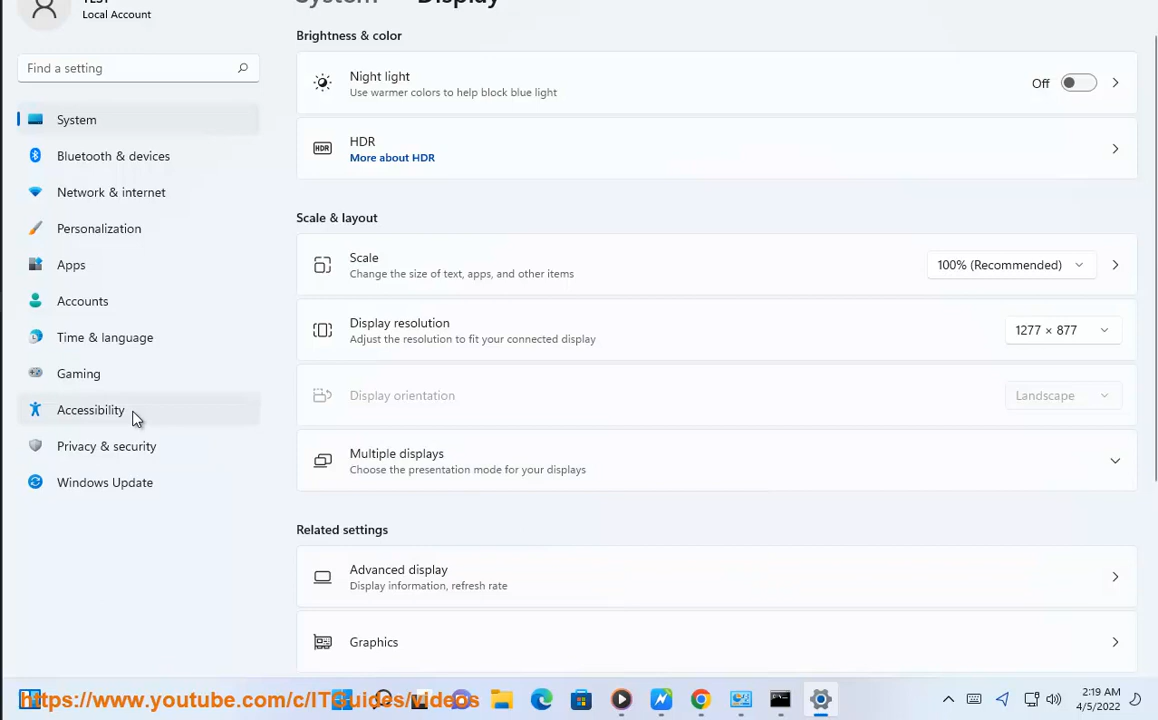 TEST
Local Account
Find a setting
System
Bluetooth & devices
Network & internet
Personalization
Apps
Accounts
Time & language
Gaming
Accessibility
Privacy & security
Windows Update
System Display
Brightness & color
Night light
Use warmer colors to help block blue light
Off
HDR
HDR
More about HDR
Scale & layout
Scale
Change the size of text, apps, and other items
100% (Recommended)
Display resolution
Adjust the resolution to fit your connected display
1277 × 877
Display orientation
Landscape
Multiple displays
Choose the presentation mode for your displays
Related settings
Advanced display
Display information, refresh rate
Graphics
https://www.youtube.com/c/ITGuides/videos
2:19 AM
4/5/2022